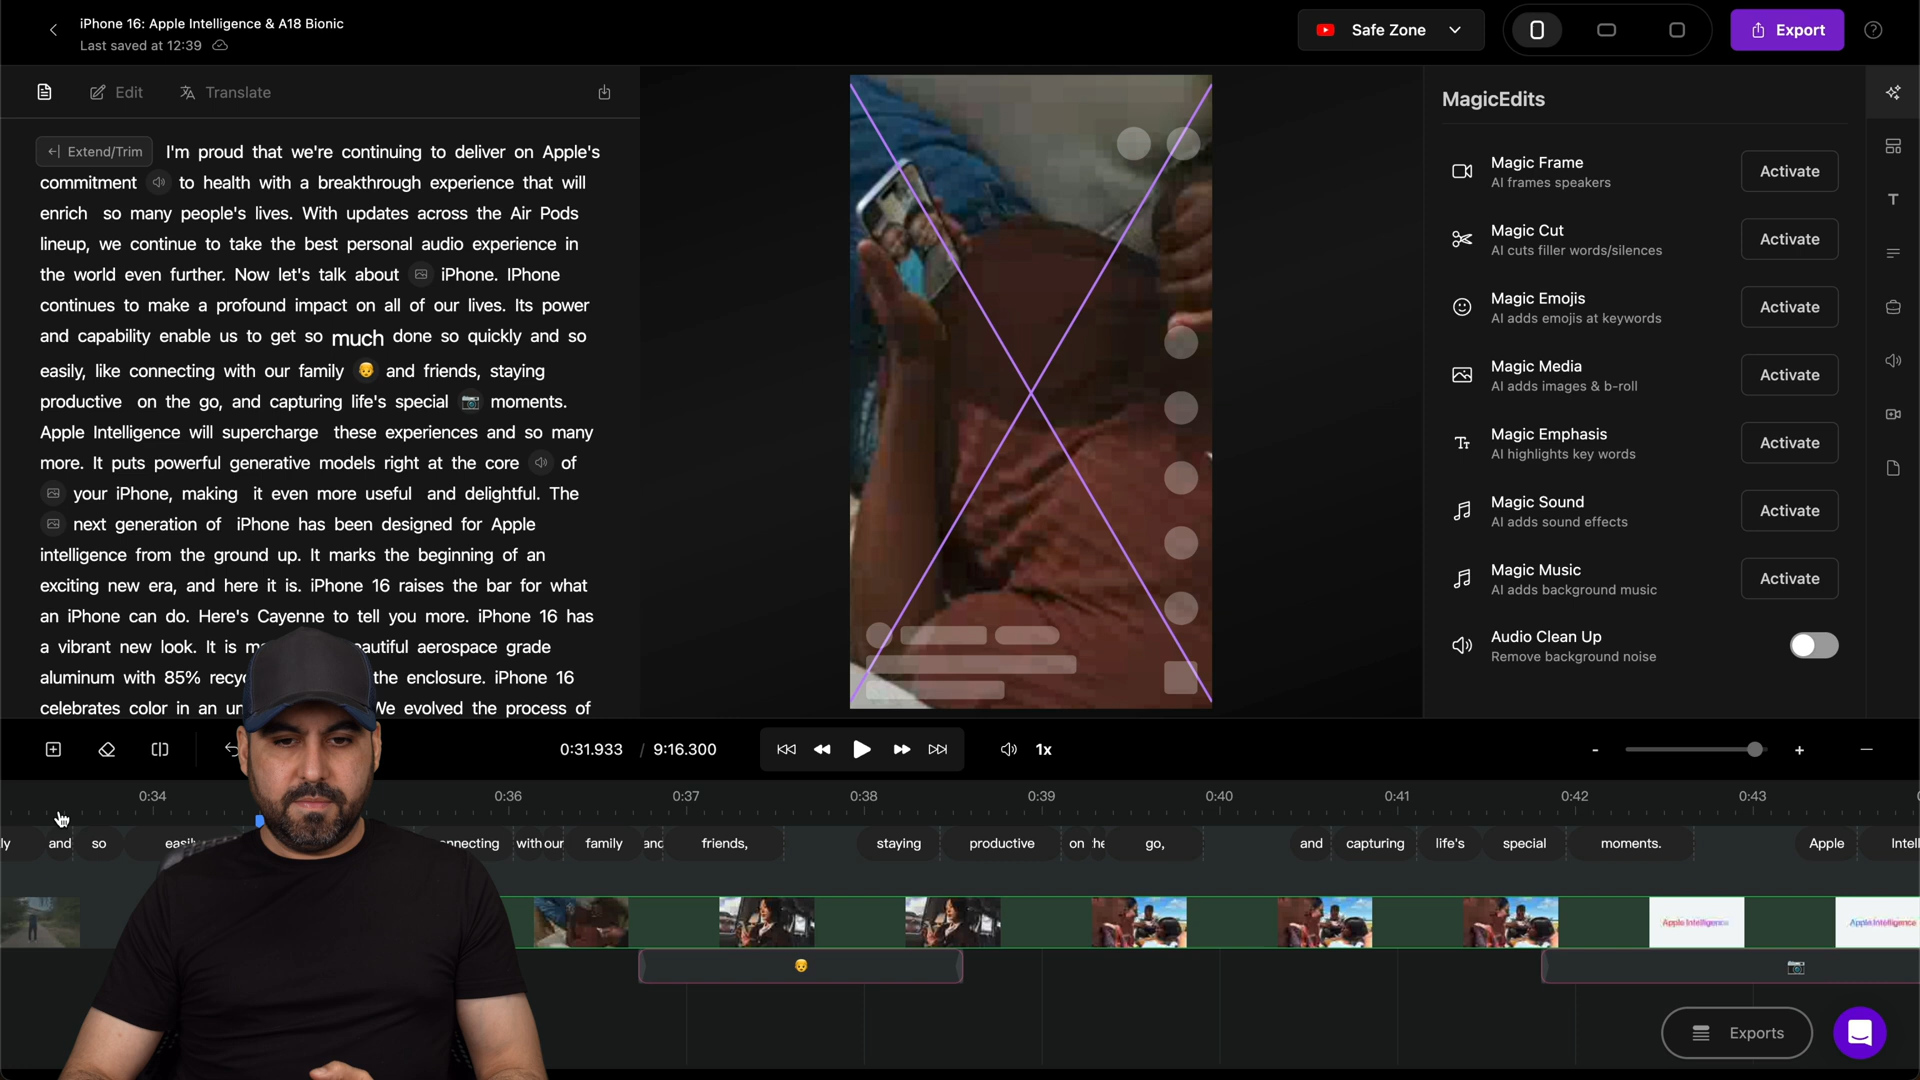 iPhone 16: Apple Intelligence & A18 Bionic
Last saved at 12:39
Safe Zone
Export
Edit
Translate
Extend/Trim
I'm proud that we're continuing to deliver on Apple's
commitment to health with a breakthrough experience that will
enrich so many people's lives. With updates across the Air Pods
lineup, we continue to take the best personal audio experience in
the world even further. Now let's talk about iPhone. IPhone
continues to make a profound impact on all of our lives. Its power
and capability enable us to get so much done so quickly and so
easily, like connecting with our family 👴 and friends, staying
productive on the go, and capturing life's special 📷 moments.
Apple Intelligence will supercharge these experiences and so many
more. It puts powerful generative models right at the core of
your iPhone, making it even more useful and delightful. The
next generation of iPhone has been designed for Apple
intelligence from the ground up. It marks the beginning of an
exciting new era, and here it is. iPhone 16 raises the bar for what
an iPhone can do. Here's Cayenne to tell you more. iPhone 16 has
a vibrant new look. It is eautiful aerospace grade
aluminum with 85% the enclosure. iPhone 16
celebrates color in an We evolved the process of
MagicEdits
Magic Frame
AI frames speakers
Activate
Magic Cut
AI cuts filler words/silences
Activate
Magic Emojis
AI adds emojis at keywords
Activate
Magic Media
AI adds images & b-roll
Activate
Magic Emphasis
AI highlights key words
Activate
Magic Sound
AI adds sound effects
Activate
Magic Music
AI adds background music
Activate
Audio Clean Up
Remove background noise
0:31.933 / 9:16.300
1x
- +
0:34 0:36 0:37 0:38 0:39 0:40 0:41 0:42 0:43
ly and so easil nnecting with our family and friends, staying productive on he go, and capturing life's special moments. Apple Intell
Apple Intelligence
Apple Intelligence
Exports